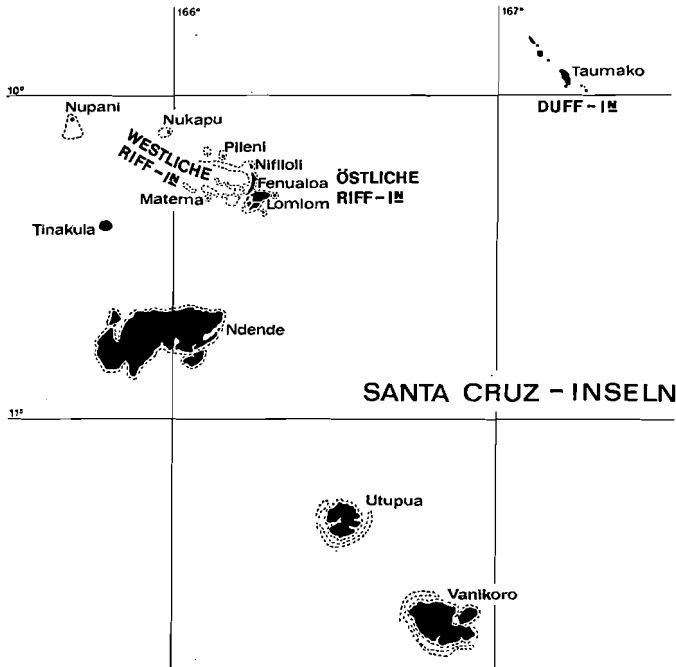 166°
167°
Taumako
10°
DUFF-IN
Nupani
Nukapu
Pileni
WESTLICHE
RIFF-IN
Nifiloli
Fenualoa
ÖSTLICHE
RIFF-IN
Matema
Lomlom
Tinakula
Ndende
SANTA CRUZ-INSELN
11°
Utupua
Vanikoro